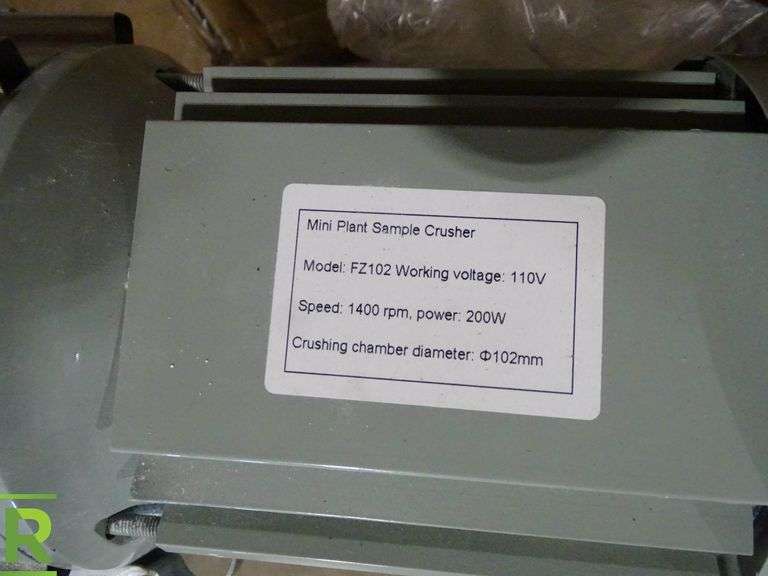 Mini Plant Sample Crusher
Model: FZ102 Working voltage: 110V
Speed: 1400 rpm, power: 200W
Crushing chamber diameter: Φ102mm
R